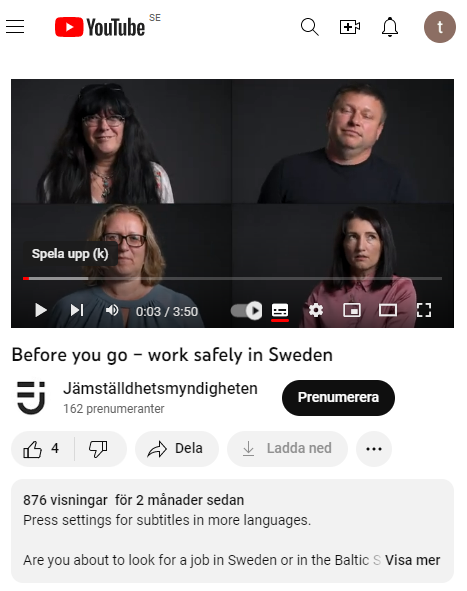 YouTube SE
t
Spela upp (k)
0:03 / 3:50
Before you go – work safely in Sweden
Jämställdhetsmyndigheten
162 prenumeranter
Prenumerera
4
Dela
Ladda ned
876 visningar för 2 månader sedan
Press settings for subtitles in more languages.
Are you about to look for a job in Sweden or in the Baltic S Visa mer